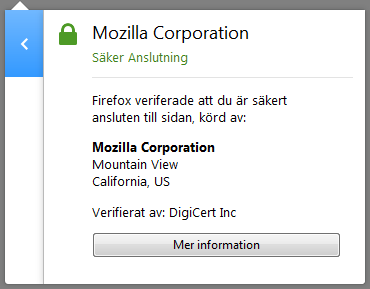 Mozilla Corporation
Säker Anslutning
Firefox verifierade att du är säkert
ansluten till sidan, körd av:
Mozilla Corporation
Mountain View
California, US
Verifierat av: DigiCert Inc
Mer information